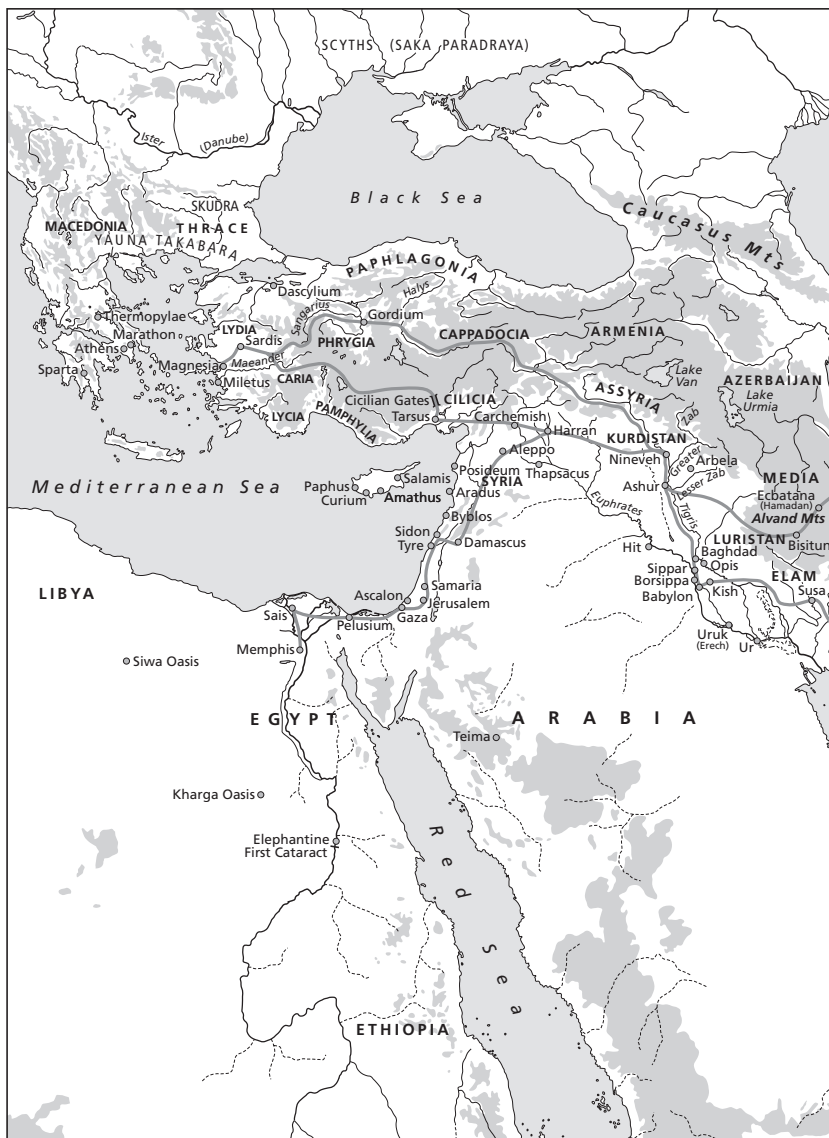 SCYTHS (SAKA PARADRAYA)
Ister
(Danube)
Black Sea
Caucasus Mts
SKUDRA
MACEDONIA
THRACE
YAUNA TAKABARA
PAPHLAGONIA
Dascylium
Halys
Sangarius
Gordium
Thermopylae
Marathon
Athens
Sparta
LYDIA
Sardis
PHRYGIA
CAPPADOCIA
ARMENIA
Magnesia
Maeander
Miletus
CARIA
Lake
Van
AZERBAIJAN
Lake
Urmia
ASSYRIA
Cicilian Gates
CILICIA
LYCIA
PAMPHYLIA
Tarsus
Carchemish
Harran
KURDISTAN
Greater
Zab
Nineveh
Arbela
Aleppo
Thapsacus
Posideum
SYRIA
Salamis
Paphus
Curium
Amathus
Aradus
Mediterranean Sea
Ashur
Lesser Zab
MEDIA
Ecbatana
(Hamadan)
Alvand Mts
Euphrates
Tigris
Byblos
LURISTAN
Bisitun
Sidon
Tyre
Damascus
Hit
Baghdad
Opis
Sippar
Borsippa
Babylon
Kish
ELAM
Susa
LIBYA
Ascalon
Samaria
Jerusalem
Sais
Gaza
Pelusium
Uruk
(Erech)
Ur
Memphis
Siwa Oasis
EGYPT
ARABIA
Teima
Kharga Oasis
Elephantine
First Cataract
Red Sea
ETHIOPIA